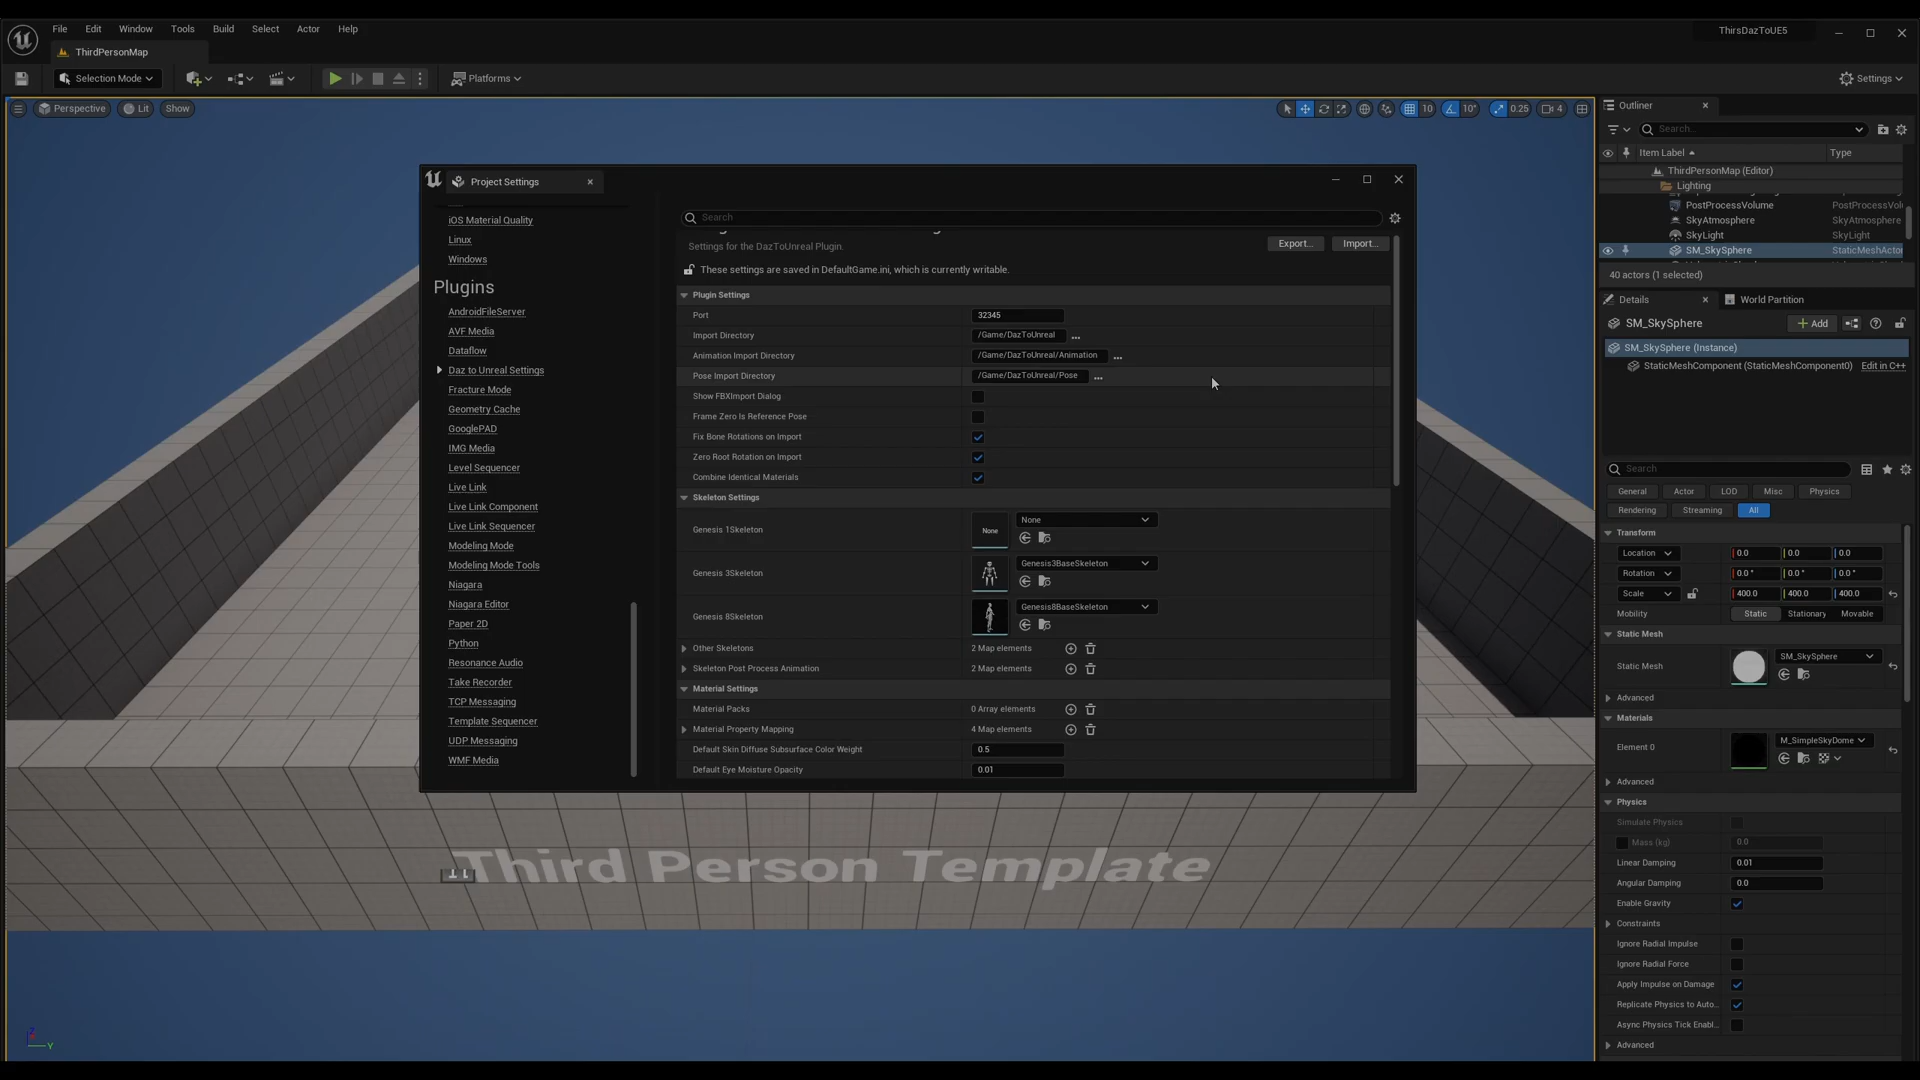 File Edit Window Tools Build Select Actor Help
ThirsDazToUE5
ThirdPersonMap
Selection Mode
Platforms
Settings
Perspective Lit Show
10 10° 0.25 4
Project Settings
iOS Material Quality
Linux
Windows
Plugins
AndroidFileServer
AVF Media
Dataflow
Daz to Unreal Settings
Fracture Mode
Geometry Cache
GooglePAD
IMG Media
Level Sequencer
Live Link
Live Link Component
Live Link Sequencer
Modeling Mode
Modeling Mode Tools
Niagara
Niagara Editor
Paper 2D
Python
Resonance Audio
Take Recorder
TCP Messaging
Template Sequencer
UDP Messaging
WMF Media
Search
Settings for the DazToUnreal Plugin.
Export... Import...
These settings are saved in DefaultGame.ini, which is currently writable.
Plugin Settings
Port 32345
Import Directory /Game/DazToUnreal ...
Animation Import Directory /Game/DazToUnreal/Animation ...
Pose Import Directory /Game/DazToUnreal/Pose ...
Show FBXImport Dialog
Frame Zero Is Reference Pose
Fix Bone Rotations on Import
Zero Root Rotation on Import
Combine Identical Materials
Skeleton Settings
Genesis 1Skeleton None None
Genesis 3Skeleton Genesis3BaseSkeleton
Genesis 8Skeleton Genesis8BaseSkeleton
Other Skeletons 2 Map elements
Skeleton Post Process Animation 2 Map elements
Material Settings
Material Packs 0 Array elements
Material Property Mapping 4 Map elements
Default Skin Diffuse Subsurface Color Weight 0.5
Default Eye Moisture Opacity 0.01
Third Person Template
Z
Y
Outliner
Search...
Item Label Type
ThirdPersonMap (Editor)
Lighting
PostProcessVolume PostProcessVolu
SkyAtmosphere SkyAtmosphere
SkyLight SkyLight
SM_SkySphere StaticMeshActor
40 actors (1 selected)
Details World Partition
SM_SkySphere + Add
SM_SkySphere (Instance)
StaticMeshComponent (StaticMeshComponent0) Edit in C++
Search
General Actor LOD Misc Physics
Rendering Streaming All
Transform
Location 0.0 0.0 0.0
Rotation 0.0 ° 0.0 ° 0.0 °
Scale 400.0 400.0 400.0
Mobility Static Stationary Movable
Static Mesh
Static Mesh SM_SkySphere
Advanced
Materials
Element 0 M_SimpleSkyDome
Advanced
Physics
Simulate Physics
Mass (kg) 0.0
Linear Damping 0.01
Angular Damping 0.0
Enable Gravity
Constraints
Ignore Radial Impulse
Ignore Radial Force
Apply Impulse on Damage
Replicate Physics to Auto...
Async Physics Tick Enabl...
Advanced